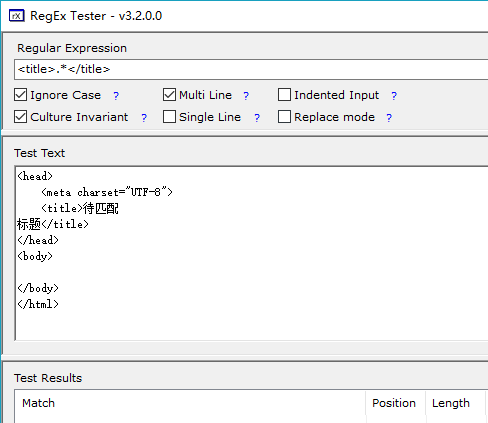 RegEx Tester - v3.2.0.0
Regular Expression
<title>.*</title>
Ignore Case ? Multi Line ? Indented Input ?
Culture Invariant ? Single Line ? Replace mode ?
Test Text
<head>
    <meta charset="UTF-8">
    <title>待匹配
标题</title>
</head>
<body>
</body>
</html>
Test Results
Match Position Length